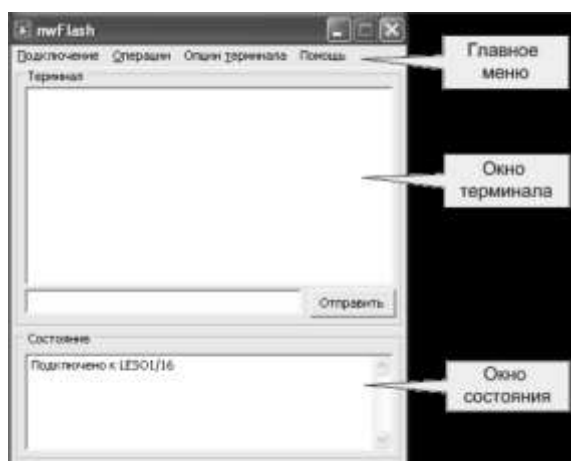 nwFlash
Подключение Операции Опции терминала Помощь
Главное
меню
Терминал
Окно
терминала
Отправить
Состояние
Подключено к LESO1/16
Окно
состояния